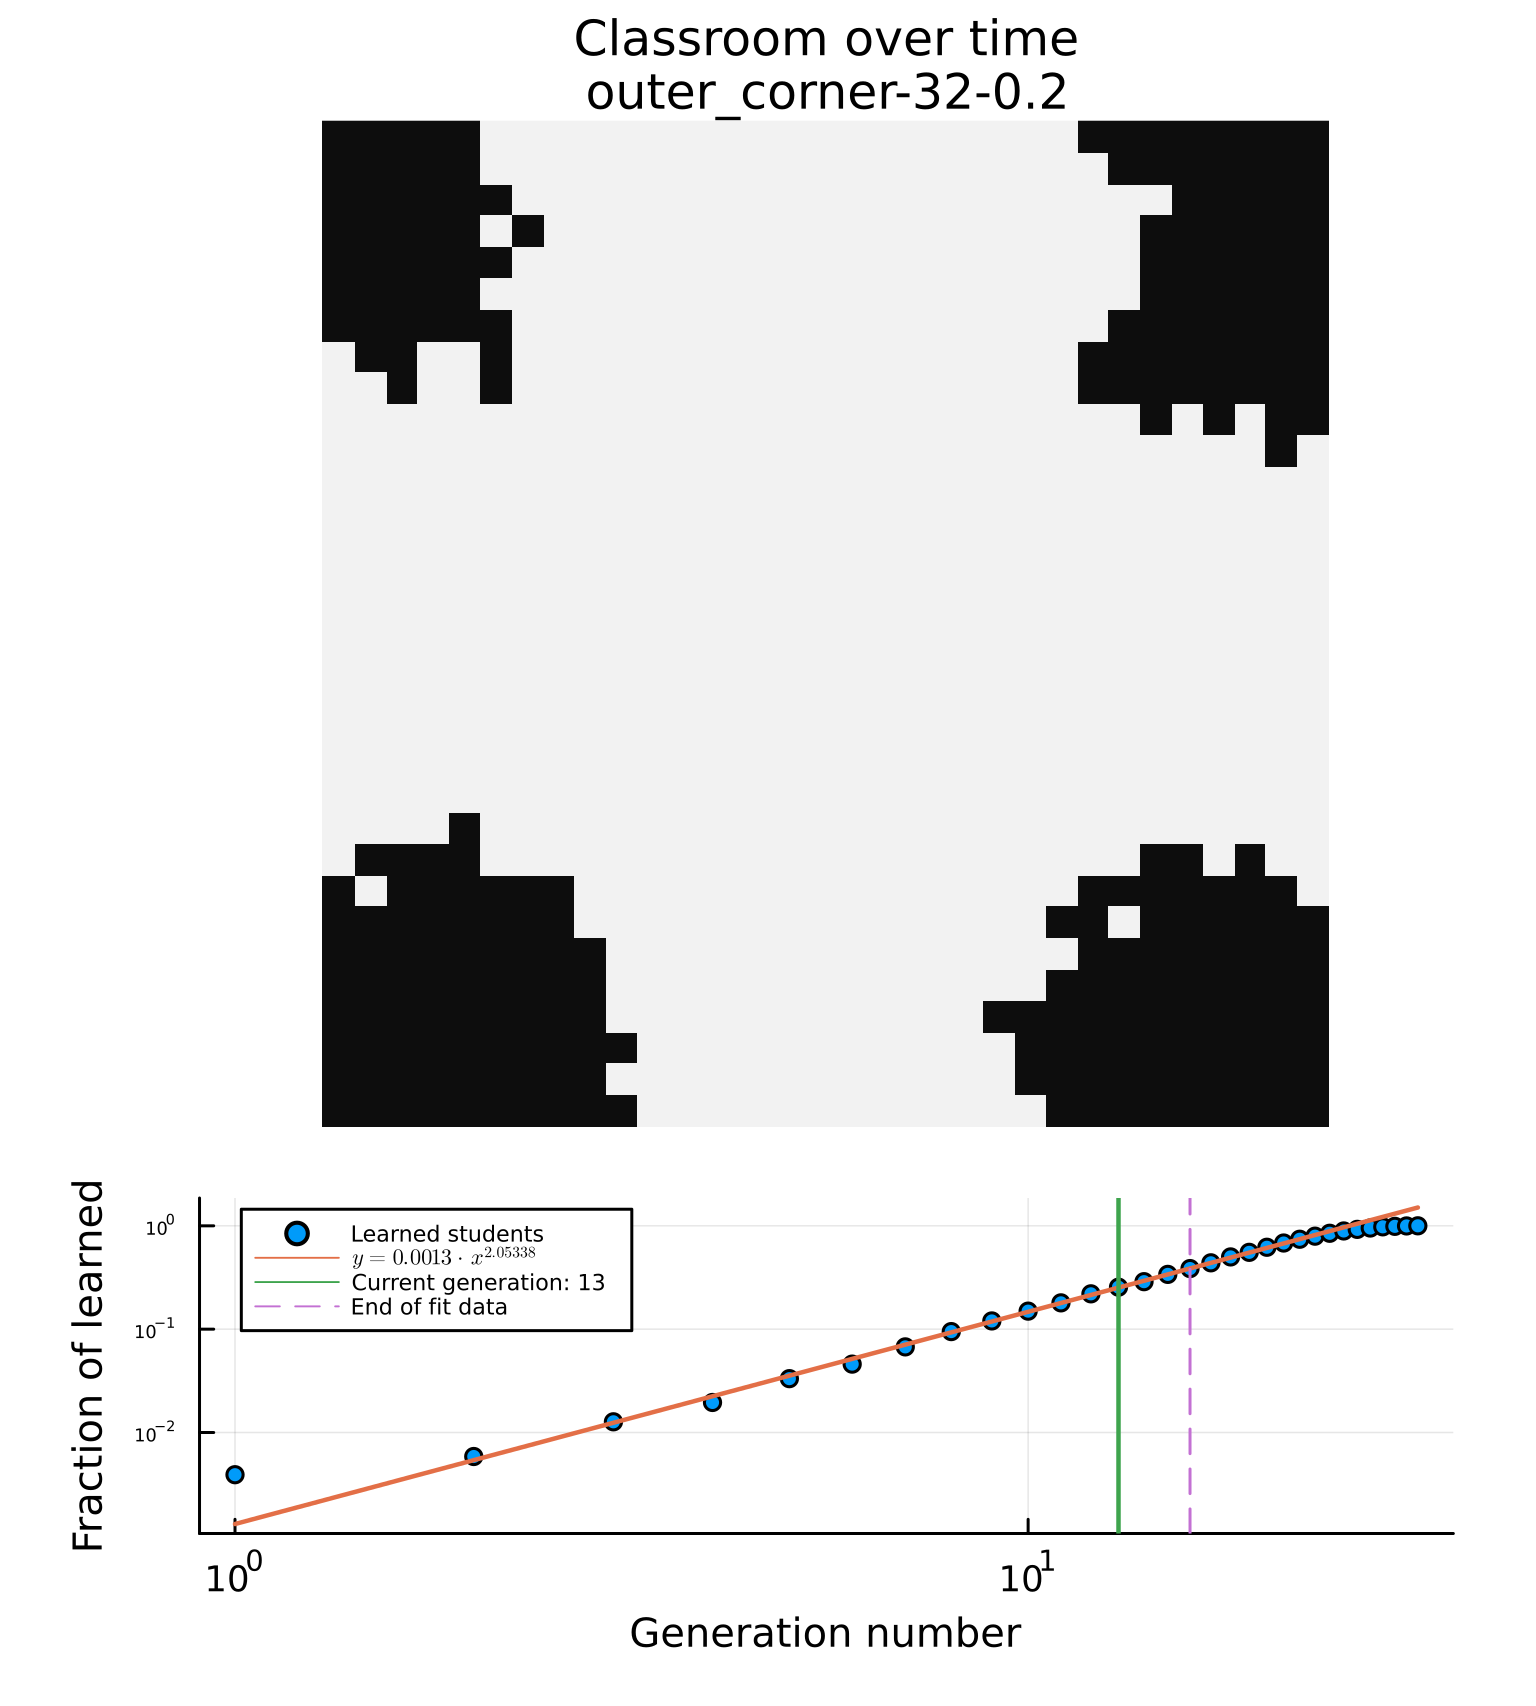 Classroom over time
outer_corner-32-0.2
Fraction of learned
10^0
10^-1
10^-2
Learned students
y = 0.0013 · x^2.05338
Current generation: 13
End of fit data
10^0 10^1
Generation number